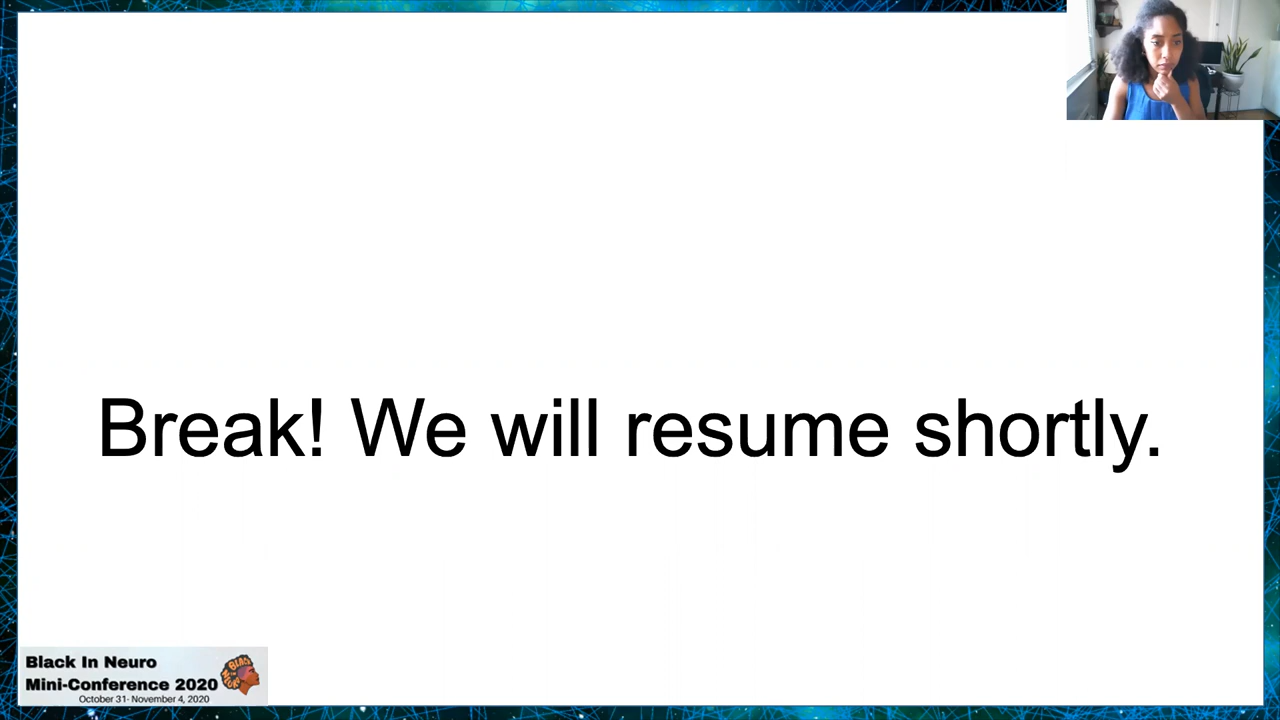 Break! We will resume shortly.
Black In Neuro
Mini-Conference 2020
October 31- November 4, 2020